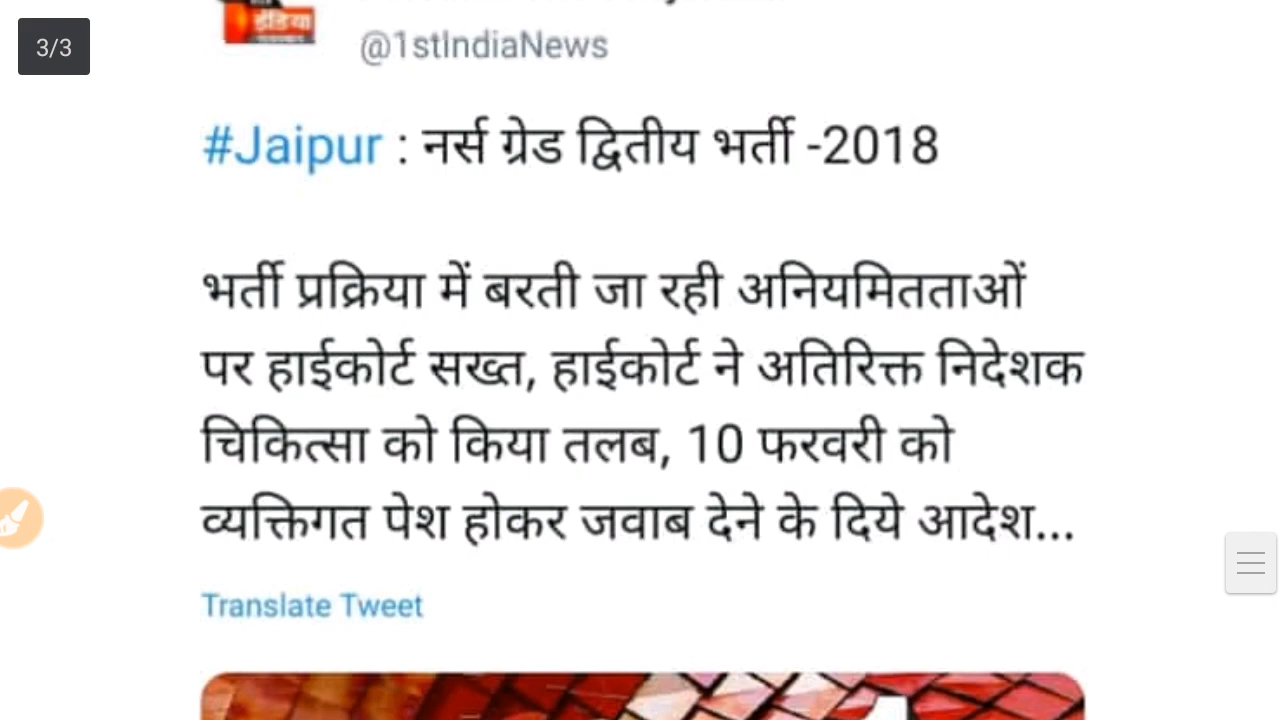 3/3
इंडिया
@1stIndiaNews
#Jaipur : नर्स ग्रेड द्वितीय भर्ती -2018
भर्ती प्रक्रिया में बरती जा रही अनियमितताओं
पर हाईकोर्ट सख्त, हाईकोर्ट ने अतिरिक्त निदेशक
चिकित्सा को किया तलब, 10 फरवरी को
व्यक्तिगत पेश होकर जवाब देने के दिये आदेश...
Translate Tweet